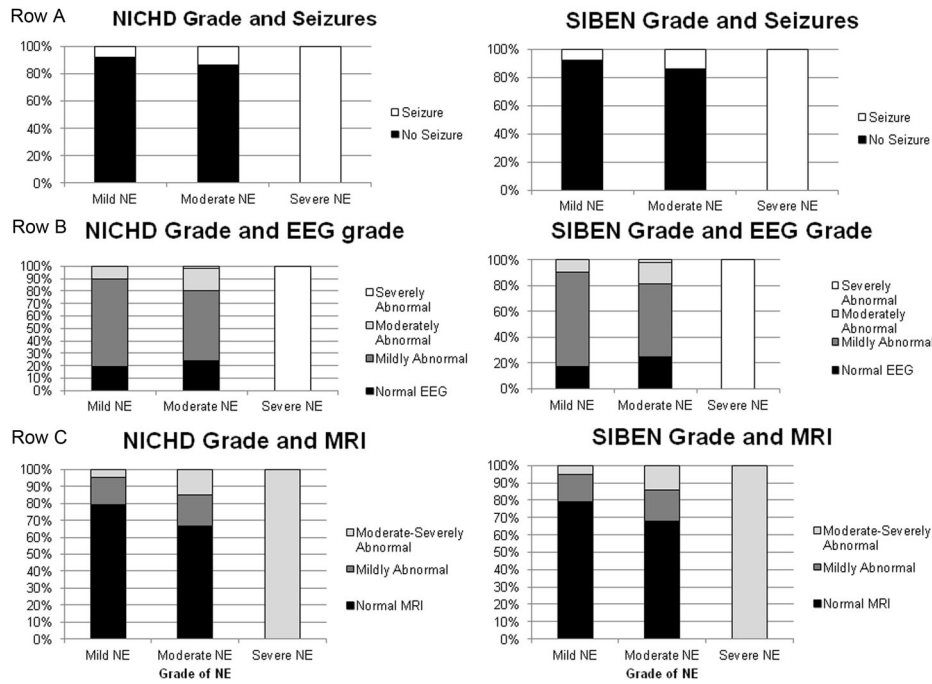 Row A
NICHD Grade and Seizures
100%
80%
60%
40%
20%
0%
Mild NE
Moderate NE
Severe NE
Seizure
No Seizure
SIBEN Grade and Seizures
100%
80%
60%
40%
20%
0%
Mild NE
Moderate NE
Severe NE
Seizure
No Seizure
Row B
NICHD Grade and EEG grade
100%
90%
80%
70%
60%
50%
40%
30%
20%
10%
0%
Mild NE
Moderate NE
Severe NE
Severely
Abnormal
Moderately
Abnormal
Mildly Abnormal
Normal EEG
SIBEN Grade and EEG Grade
100%
80%
60%
40%
20%
0%
Mild NE
Moderate NE
Severe NE
Severely
Abnormal
Moderately
Abnormal
Mildly Abnormal
Normal EEG
Row C
NICHD Grade and MRI
100%
90%
80%
70%
60%
50%
40%
30%
20%
10%
0%
Mild NE
Moderate NE
Severe NE
Grade of NE
Moderate-Severely
Abnormal
Mildly Abnormal
Normal MRI
SIBEN Grade and MRI
100%
90%
80%
70%
60%
50%
40%
30%
20%
10%
0%
Mild NE
Moderate NE
Severe NE
Grade of NE
Moderate-Severely
Abnormal
Mildly Abnormal
Normal MRI